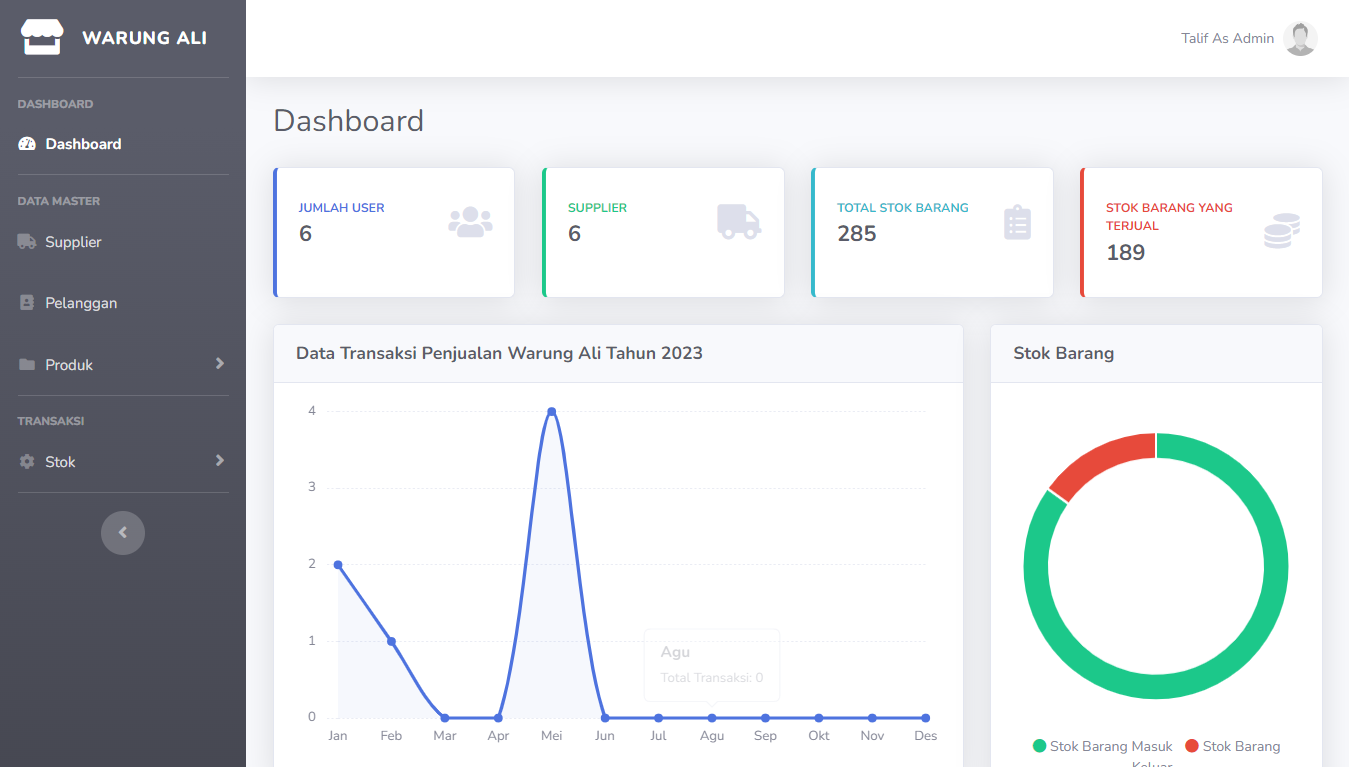 WARUNG ALI
Talif As Admin
DASHBOARD
Dashboard
DATA MASTER
Supplier
Pelanggan
Produk
TRANSAKSI
Stok
Dashboard
JUMLAH USER
6
SUPPLIER
6
TOTAL STOK BARANG
285
STOK BARANG YANG
TERJUAL
189
Data Transaksi Penjualan Warung Ali Tahun 2023
4
3
2
1
0
Agu
Total Transaksi: 0
Jan Feb Mar Apr Mei Jun Jul Agu Sep Okt Nov Des
Stok Barang
Stok Barang Masuk Stok Barang
Keluar